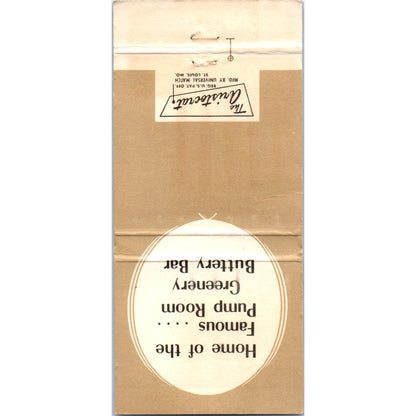 Home of the
Famous ....
Pump Room
Greenery
Buttery Bar
The
Aristocrat
REG. U.S. PAT. OFF.
MFD. BY UNIVERSAL MATCH
ST. LOUIS, MO.